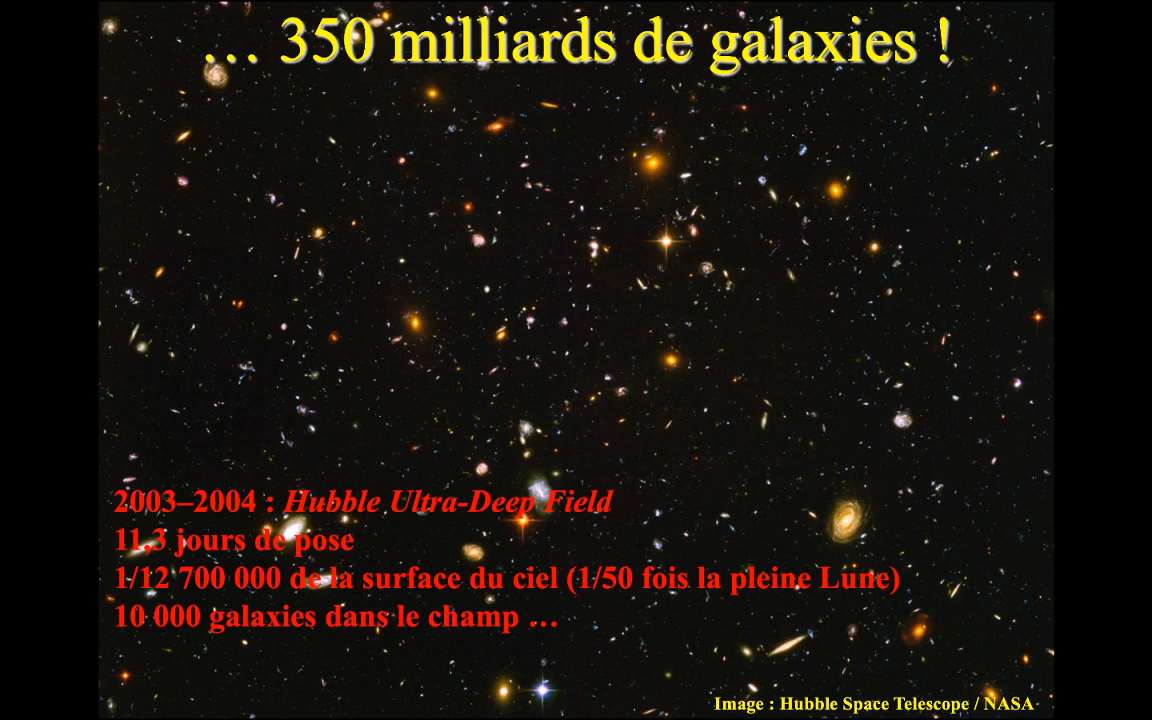 … 350 milliards de galaxies !
2003–2004 : Hubble Ultra-Deep Field
11,3 jours de pose
1/12 700 000 de la surface du ciel (1/50 fois la pleine Lune)
10 000 galaxies dans le champ …
Image : Hubble Space Telescope / NASA